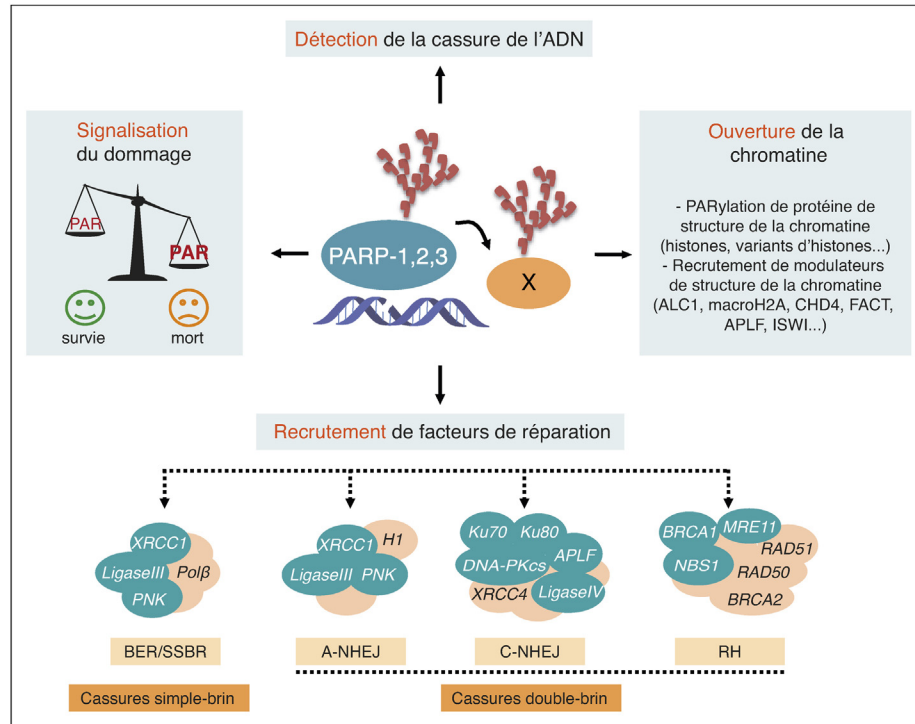 Détection de la cassure de l'ADN
Signalisation
du dommage
PAR
PAR
survie
mort
PARP-1,2,3
X
Ouverture de la
chromatine
- PARylation de protéine de
structure de la chromatine
(histones, variants d'histones...)
- Recrutement de modulateurs
de structure de la chromatine
(ALC1, macroH2A, CHD4, FACT,
APLF, ISWI...)
Recrutement de facteurs de réparation
XRCC1
LigaseIII
Polβ
PNK
BER/SSBR
XRCC1
H1
LigaseIII
PNK
A-NHEJ
Ku70
Ku80
DNA-PKcs
APLF
XRCC4
LigaseIV
C-NHEJ
BRCA1
MRE11
RAD51
NBS1
RAD50
BRCA2
RH
Cassures simple-brin
Cassures double-brin